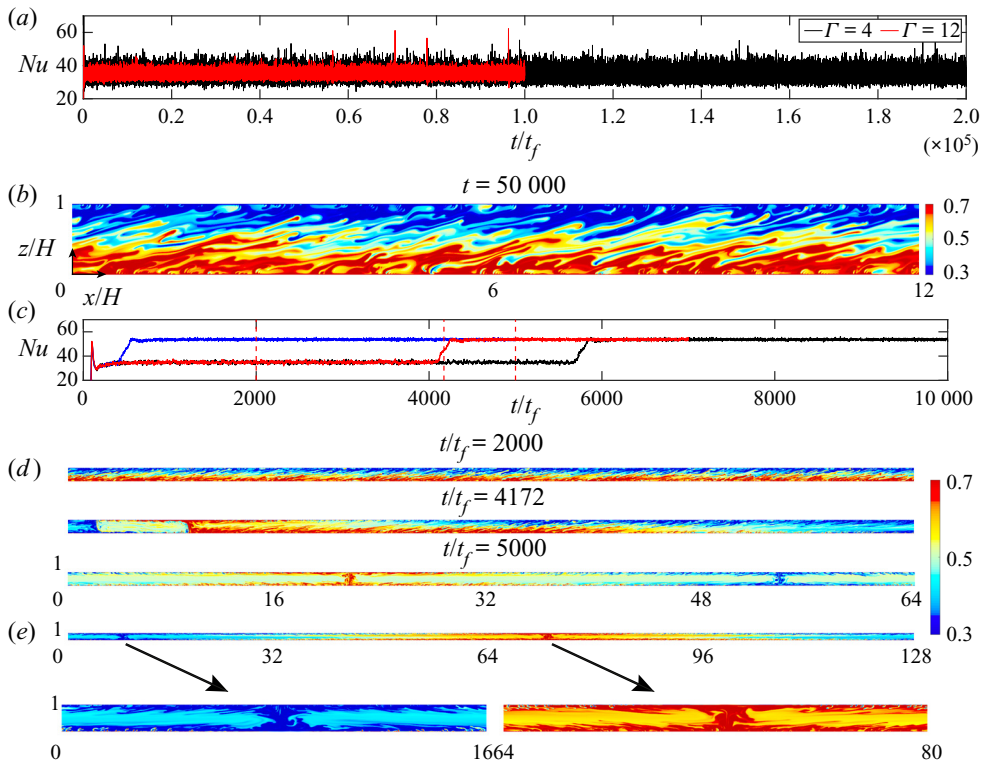 (a)
60
Nu 40
20
Γ = 4 Γ = 12
0 0.2 0.4 0.6 0.8 1.0 1.2 1.4 1.6 1.8 2.0
t/t_f (×10^5)
(b) t = 50 000
1
z/H
0 6 12
x/H
0.7
0.5
0.3
(c)
60
Nu 40
20
0 2000 4000 6000 8000 10 000
t/t_f
t/t_f = 2000
(d)
t/t_f = 4172
t/t_f = 5000
1
0 16 32 48 64
0.7
0.5
0.3
(e) 1
0 32 64 96 128
1
0 1664 80